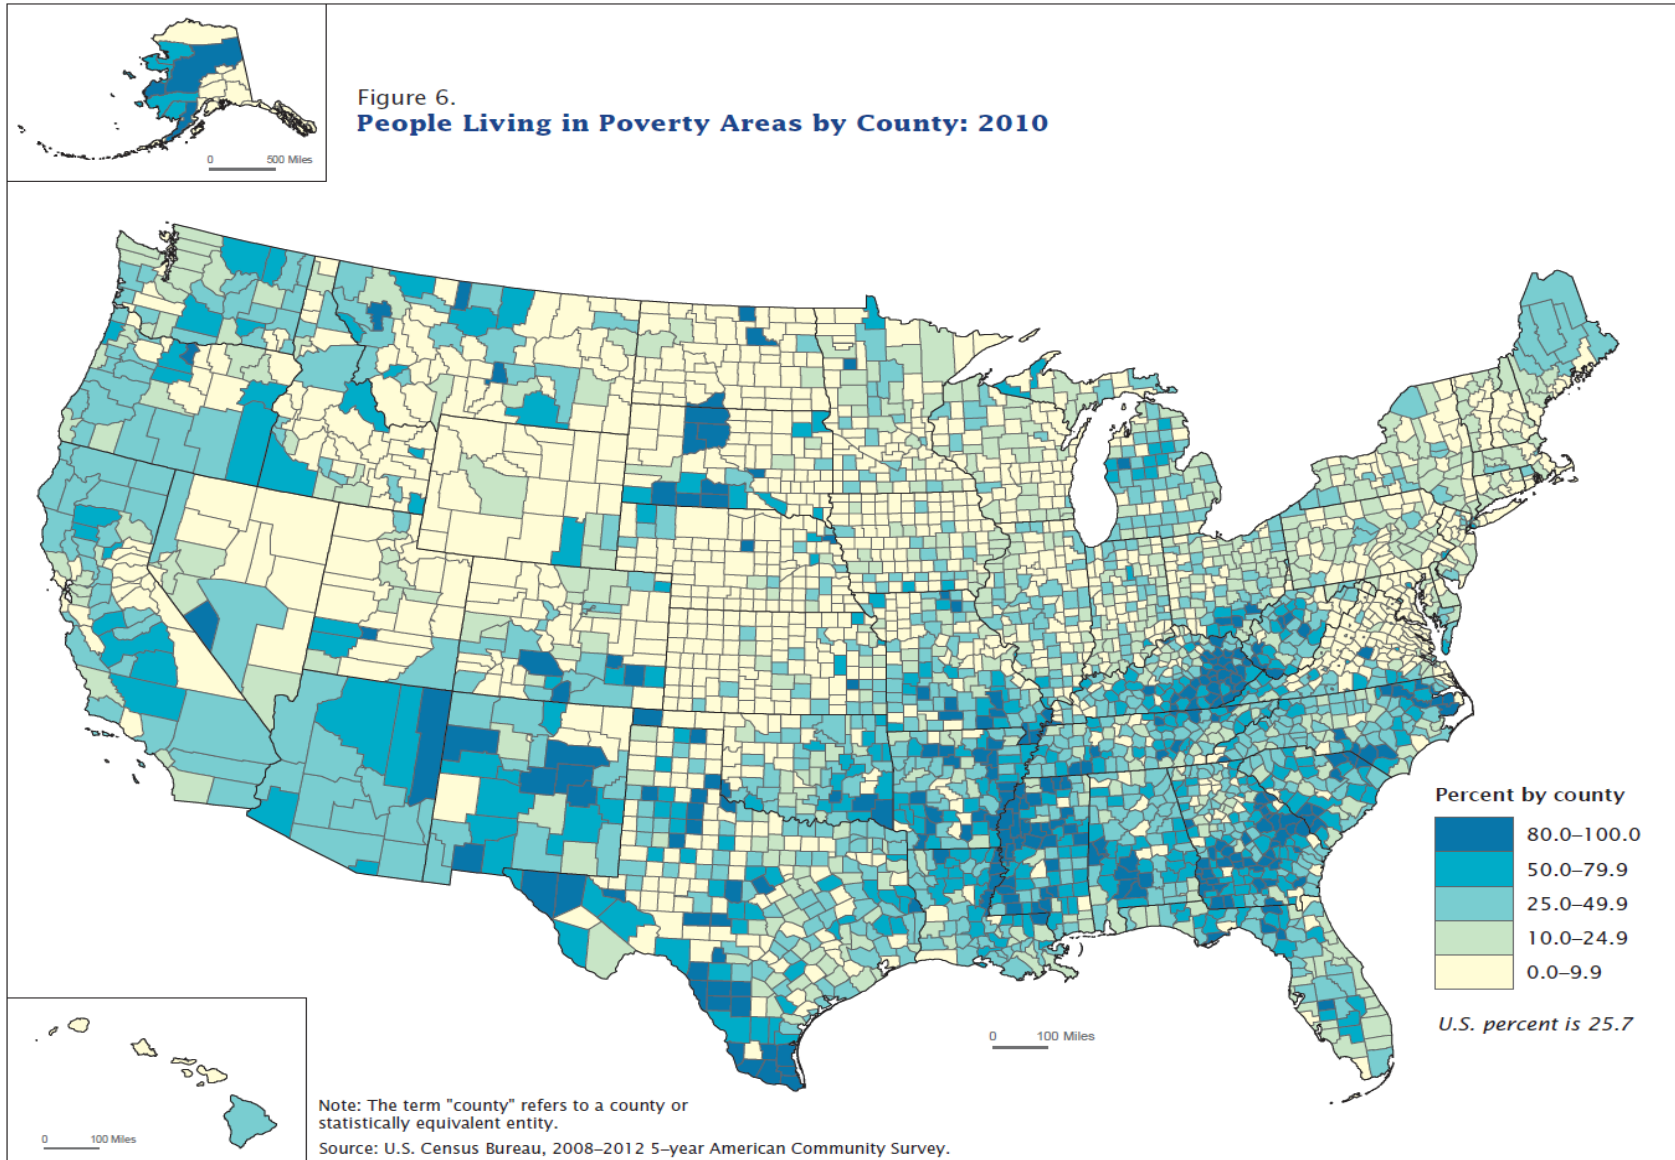 0 500 Miles
Figure 6.
People Living in Poverty Areas by County: 2010
Percent by county
80.0–100.0
50.0–79.9
25.0–49.9
10.0–24.9
0.0–9.9
U.S. percent is 25.7
0 100 Miles
0 100 Miles
Note: The term "county" refers to a county or
statistically equivalent entity.
Source: U.S. Census Bureau, 2008–2012 5–year American Community Survey.